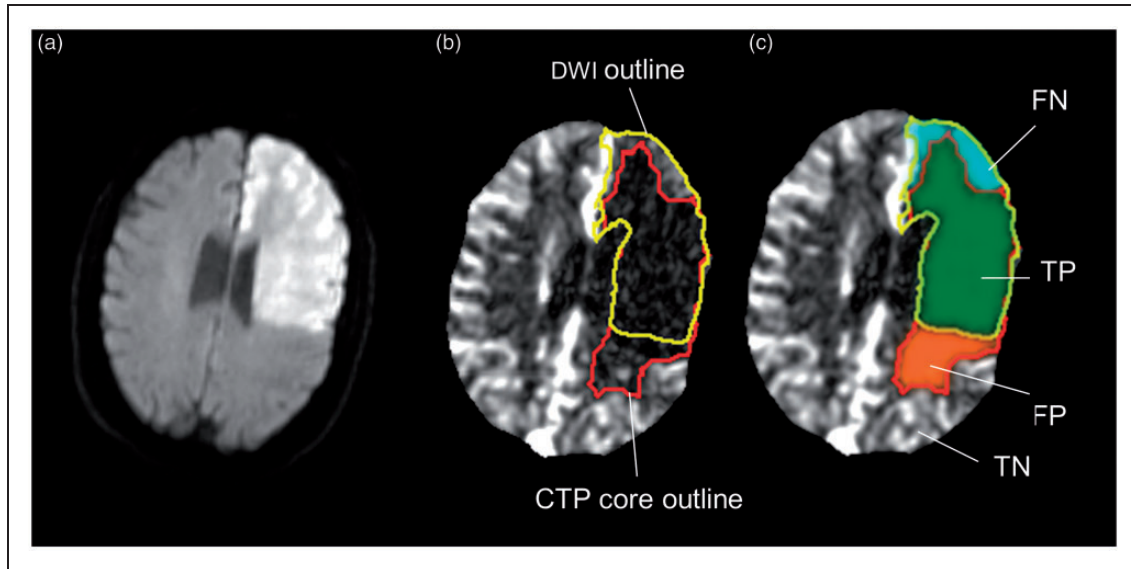 (a)
(b)
(c)
DWI outline
FN
TP
FP
TN
CTP core outline